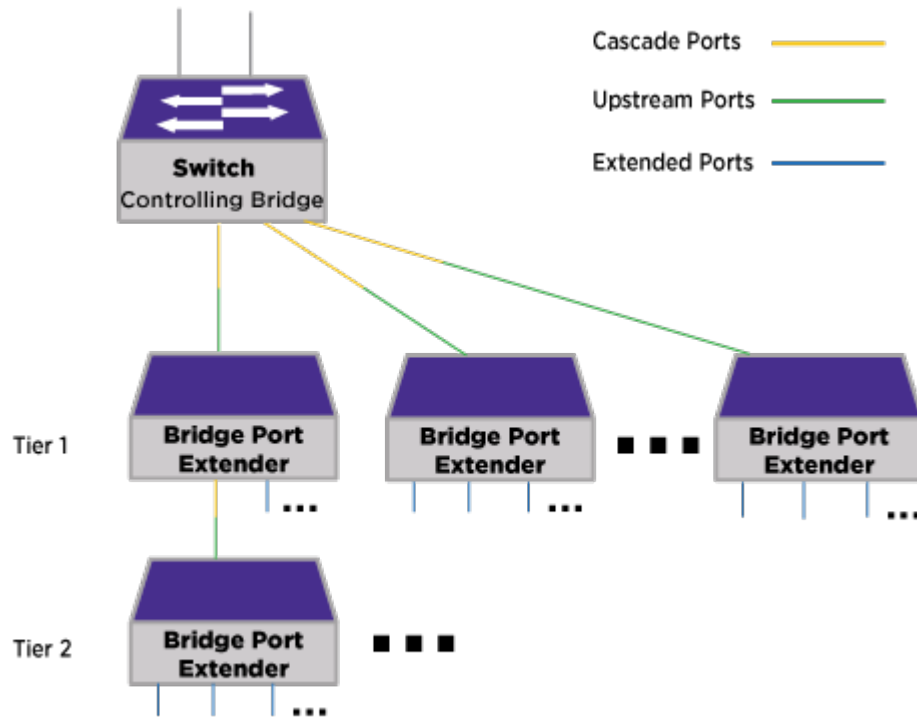 Cascade Ports
Upstream Ports
Extended Ports
Switch
Controlling Bridge
Tier 1
Bridge Port
Extender
...
Bridge Port
Extender
...
Bridge Port
Extender
...
Tier 2
Bridge Port
Extender
...